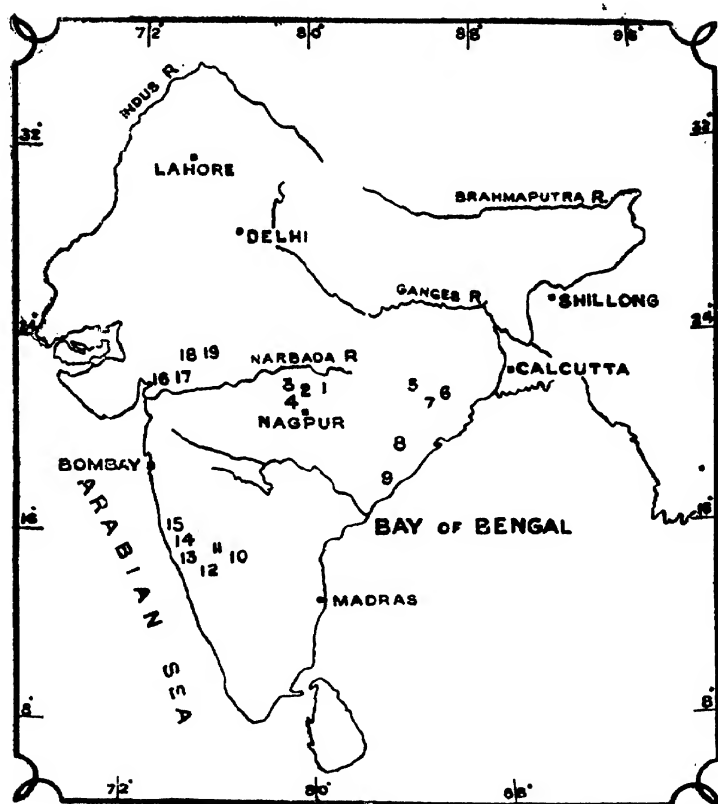 72° 80° 88° 96°
INDUS R.
32° 32°
LAHORE
BRAHMAPUTRA R.
DELHI
GANGES R
SHILLONG
24° 24°
18 19
NARBADA R
CALCUTTA
16 17
3 2 1
5 6
4
7
NAGPUR
8
BOMBAY
9
ARABIAN SEA
16° 16°
15
BAY OF BENGAL
14
11
13 10
12
MADRAS
8° 8°
72° 80° 88°